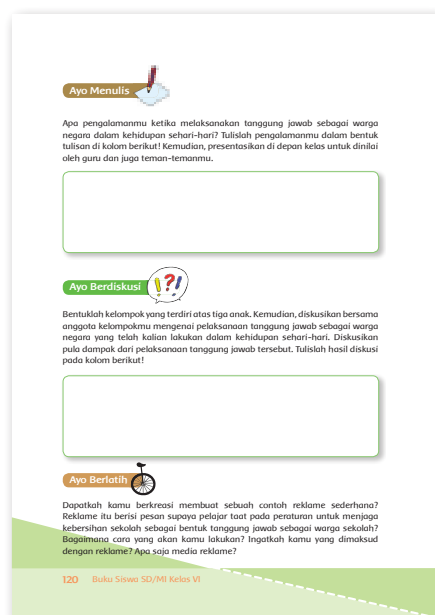 Ayo Menulis
Apa pengalamanmu ketika melaksanakan tanggung jawab sebagai warga
negara dalam kehidupan sehari-hari? Tulislah pengalamanmu dalam bentuk
tulisan di kolom berikut! Kemudian, presentasikan di depan kelas untuk dinilai
oleh guru dan juga teman-temanmu.
Ayo Berdiskusi
Bentuklah kelompok yang terdiri atas tiga anak. Kemudian, diskusikan bersama
anggota kelompokmu mengenai pelaksanaan tanggung jawab sebagai warga
negara yang telah kalian lakukan dalam kehidupan sehari-hari. Diskusikan
pula dampak dari pelaksanaan tanggung jawab tersebut. Tulislah hasil diskusi
pada kolom berikut!
Ayo Berlatih
Dapatkah kamu berkreasi membuat sebuah contoh reklame sederhana?
Reklame itu berisi pesan supaya pelajar taat pada peraturan untuk menjaga
kebersihan sekolah sebagai bentuk tanggung jawab sebagai warga sekolah?
Bagaimana cara yang akan kamu lakukan? Ingatkah kamu yang dimaksud
dengan reklame? Apa saja media reklame?
120 Buku Siswa SD/MI Kelas VI